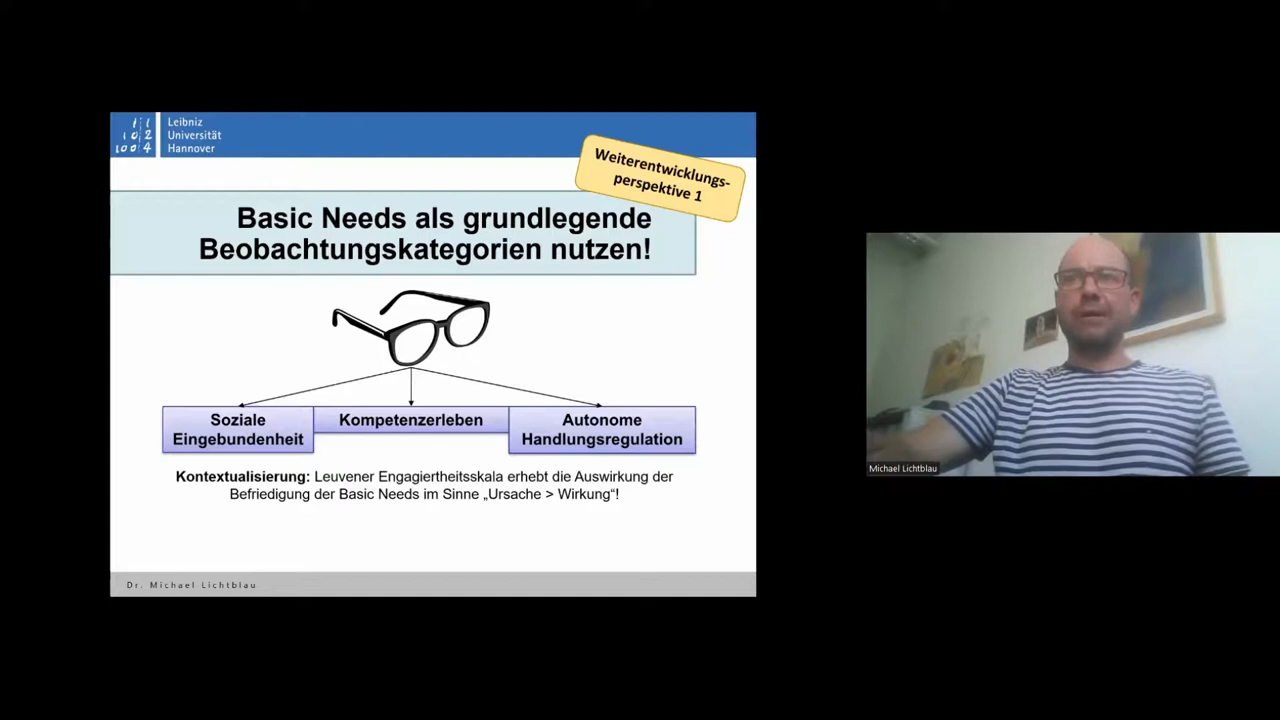 Leibniz
Universität
Hannover
Weiterentwicklungs-
perspektive 1
Basic Needs als grundlegende
Beobachtungskategorien nutzen!
Soziale
Eingebundenheit
Kompetenzerleben
Autonome
Handlungsregulation
Kontextualisierung: Leuvener Engagiertheitsskala erhebt die Auswirkung der
Befriedigung der Basic Needs im Sinne „Ursache > Wirkung“!
Dr. Michael Lichtblau
Michael Lichtblau